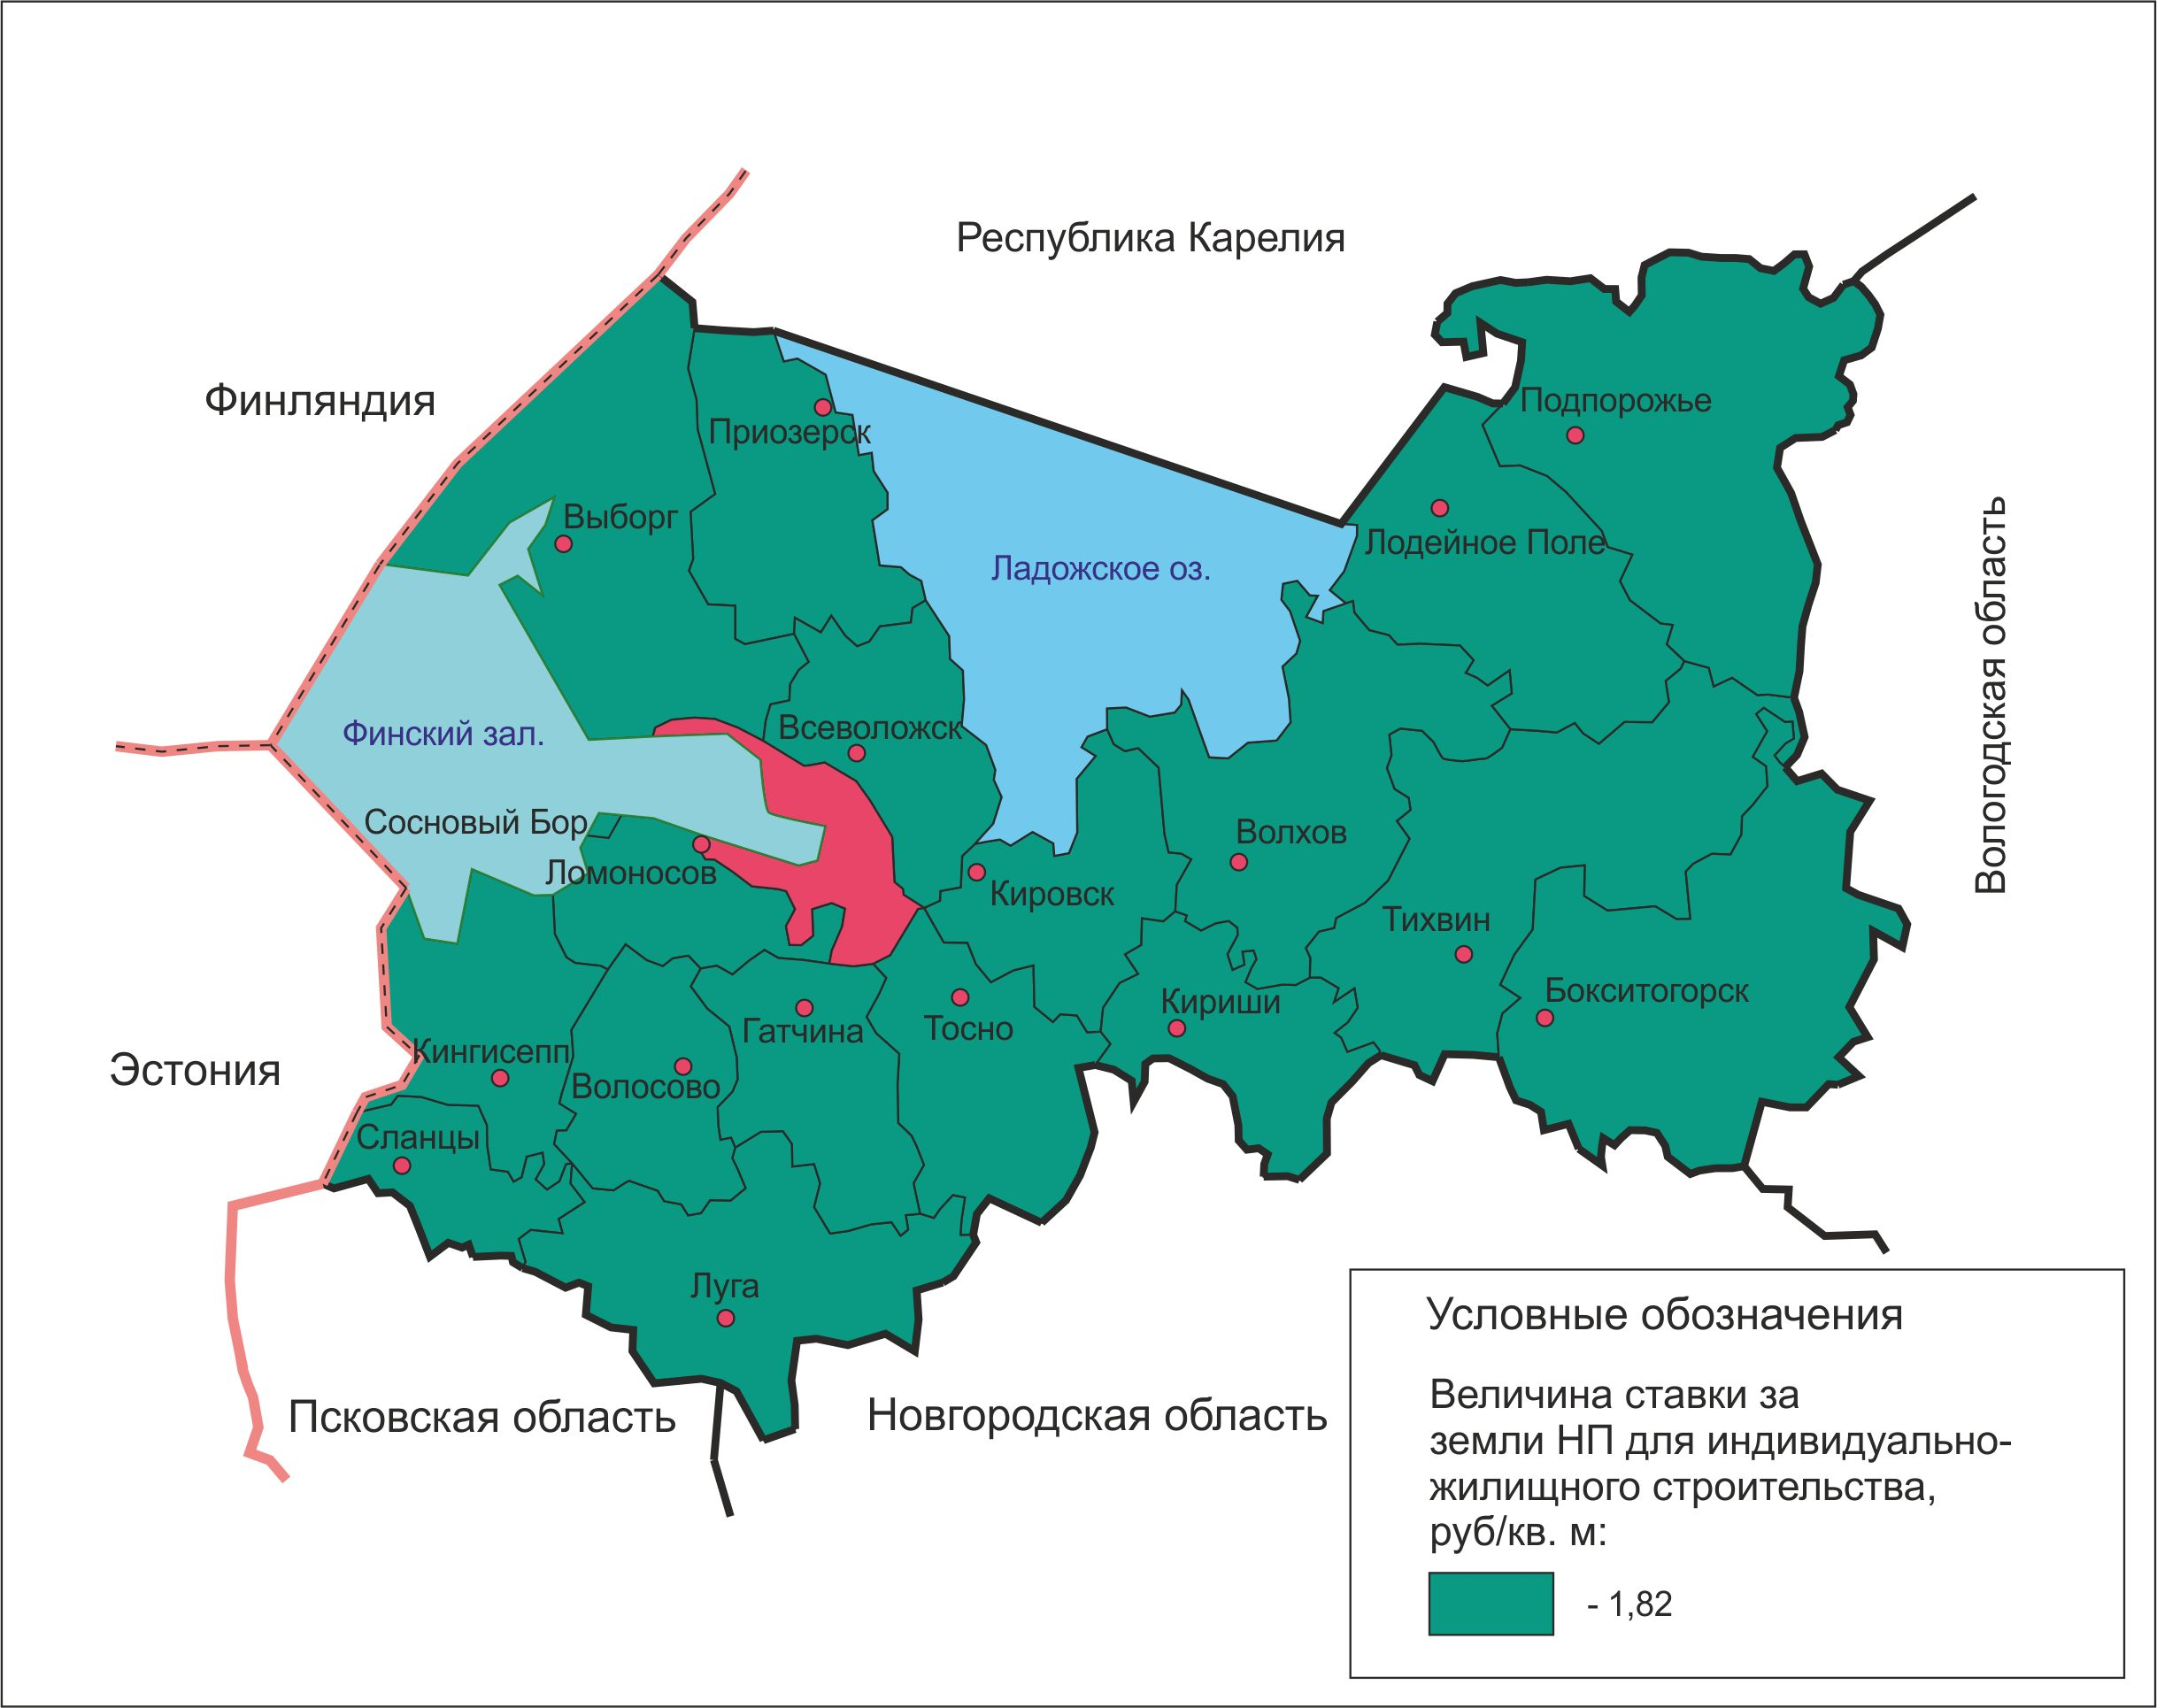 Республика Карелия
Финляндия
Подпорожье
Приозерск
Выборг
Лодейное Поле
Ладожское оз.
Вологодская область
Всеволожск
Финский зал.
Сосновый Бор
Волхов
Ломоносов
Кировск
Тихвин
Бокситогорск
Кириши
Тосно
Гатчина
Кингисепп
Эстония
Волосово
Сланцы
Луга
Псковская область
Новгородская область
Условные обозначения
Величина ставки за
земли НП для индивидуально-
жилищного строительства,
руб/кв. м:
- 1,82